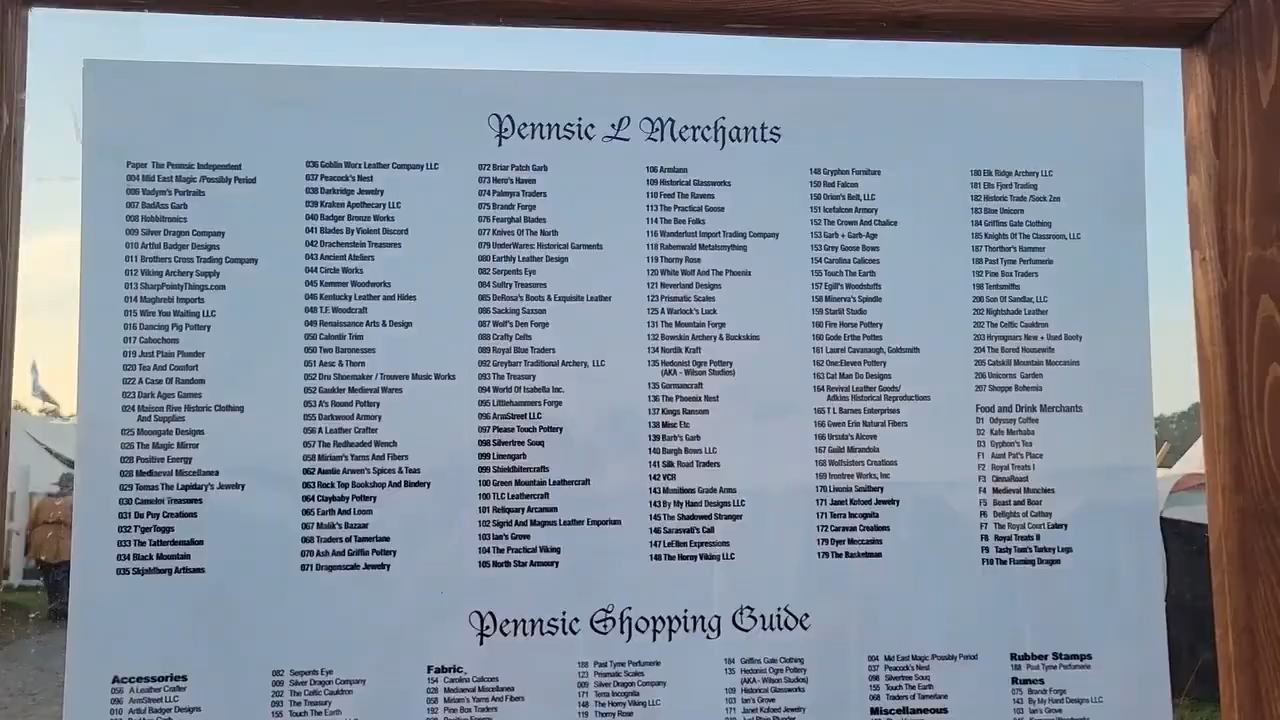 Pennsic L Merchants
Paper The Pennsic Independent
004 Mid East Magic /Possibly Period
006 Vadym's Portraits
007 BadAss Garb
008 Hobbitronics
009 Silver Dragon Company
010 Artful Badger Designs
011 Brothers Cross Trading Company
012 Viking Archery Supply
013 SharpPointyThings.com
014 Maghrebi Imports
015 Wire You Waiting LLC
016 Dancing Pig Pottery
017 Cabochons
019 Just Plain Plunder
020 Tea And Comfort
022 A Case Of Random
023 Dark Ages Games
024 Maison Rive Historic Clothing
And Supplies
025 Moongate Designs
026 The Magic Mirror
028 Positive Energy
028 Mediaeval Miscellanea
029 Tomas The Lapidary's Jewelry
030 Camelot Treasures
031 Du Puy Creations
032 T'gerToggs
033 The Tatterdemalion
034 Black Mountain
035 Skjaldborg Artisans
036 Goblin Worx Leather Company LLC
037 Peacock's Nest
038 Darkridge Jewelry
039 Kraken Apothecary LLC
040 Badger Bronze Works
041 Blades By Violent Discord
042 Drachenstein Treasures
043 Ancient Ateliers
044 Circle Works
045 Kemmer Woodworks
046 Kentucky Leather and Hides
048 T.F. Woodcraft
049 Renaissance Arts & Design
050 Calontir Trim
050 Two Baronesses
051 Aesc & Thorn
052 Dru Shoemaker / Trouvere Music Works
052 Gaukler Medieval Wares
053 A's Round Pottery
055 Darkwood Armory
056 A Leather Crafter
057 The Redheaded Wench
058 Miriam's Yarns And Fibers
062 Auntie Arwen's Spices & Teas
063 Rock Top Bookshop And Bindery
064 Claybaby Pottery
065 Earth And Loom
067 Malik's Bazaar
068 Traders of Tamerlane
070 Ash And Griffin Pottery
071 Dragonscale Jewelry
072 Briar Patch Garb
073 Hero's Haven
074 Palmyra Traders
075 Brandr Forge
076 Fearghal Blades
077 Knives Of The North
079 UnderWares: Historical Garments
080 Earthly Leather Design
082 Serpents Eye
084 Sultry Treasures
085 DeRosa's Boots & Exquisite Leather
086 Sacking Saxson
087 Wolf's Den Forge
088 Crafty Celts
089 Royal Blue Traders
092 Greybarr Traditional Archery, LLC
093 The Treasury
094 World Of Isabella Inc.
095 Littlehammers Forge
096 ArmStreet LLC
097 Please Touch Pottery
098 Silvertree Souq
099 Linengarb
099 Shieldbitercrafts
100 Green Mountain Leathercraft
100 TLC Leathercraft
101 Reliquary Arcanum
102 Sigrid And Magnus Leather Emporium
103 Ian's Grove
104 The Practical Viking
105 North Star Armoury
106 Armlann
109 Historical Glassworks
110 Feed The Ravens
113 The Practical Goose
114 The Bee Folks
116 Wanderlust Import Trading Company
118 Rabenwald Metalsmything
119 Thorny Rose
120 White Wolf And The Phoenix
121 Neverland Designs
123 Prismatic Scales
125 A Warlock's Luck
131 The Mountain Forge
132 Bowskin Archery & Buckskins
134 Nordik Kraft
135 Hedonist Ogre Pottery
(AKA - Wilson Studios)
135 Gormancraft
136 The Phoenix Nest
137 Kings Ransom
138 Misc Etc
139 Barb's Garb
140 Burgh Bows LLC
141 Silk Road Traders
142 VCR
143 Munitions Grade Arms
143 By My Hand Designs LLC
145 The Shadowed Stranger
146 Sarasvati's Call
147 LeEllen Expressions
148 The Horny Viking LLC
148 Gryphon Furniture
150 Red Falcon
150 Orion's Belt, LLC
151 Icefalcon Armory
152 The Crown And Chalice
153 Garb + Garb-Age
153 Grey Goose Bows
154 Carolina Calicoes
155 Touch The Earth
157 Egill's Woodstuffs
158 Minerva's Spindle
159 Starlit Studio
160 Fire Horse Pottery
160 Gode Erthe Pottes
161 Laurel Cavanaugh, Goldsmith
162 One:Eleven Pottery
163 Cat Man Do Designs
164 Revival Leather Goods/
Adkins Historical Reproductions
165 T L Barnes Enterprises
166 Gwen Erin Natural Fibers
166 Ursula's Alcove
167 Guild Mirandola
168 Wolfsisters Creations
169 Irontree Works, Inc
170 Livonia Smithery
171 Janet Kofoed Jewelry
171 Terra Incognita
172 Caravan Creations
179 Dyer Moccasins
179 The Basketman
180 Elk Ridge Archery LLC
181 Ells Fjord Trading
182 Historic Trade /Sock Zen
183 Blue Unicorn
184 Griffins Gate Clothing
185 Knights Of The Classroom, LLC
187 Thorthor's Hammer
188 Past Tyme Perfumerie
192 Pine Box Traders
198 Tentsmiths
200 Son Of Sandlar, LLC
202 Nightshade Leather
202 The Celtic Cauldron
203 Hrymgnars New + Used Booty
204 The Bored Housewife
205 Catskill Mountain Moccasins
206 Unicorns Garden
207 Shoppe Bohemia
Food and Drink Merchants
D1 Odyssey Coffee
D2 Kafe Merhaba
D3 Gyphon's Tea
F1 Aunt Pat's Place
F2 Royal Treats I
F3 CinnaRoast
F4 Medieval Munchies
F5 Beast and Boar
F6 Delights of Cathay
F7 The Royal Court Eatery
F8 Royal Treats II
F9 Tasty Tom's Turkey Legs
F10 The Flaming Dragon
Pennsic Shopping Guide
Accessories
056 A Leather Crafter
096 ArmStreet LLC
010 Artful Badger Designs
082 Serpents Eye
009 Silver Dragon Company
202 The Celtic Cauldron
093 The Treasury
155 Touch The Earth
Fabric
154 Carolina Calicoes
028 Mediaeval Miscellanea
058 Miriam's Yarns And Fibers
192 Pine Box Traders
188 Past Tyme Perfumerie
123 Prismatic Scales
009 Silver Dragon Company
171 Terra Incognita
148 The Horny Viking LLC
119 Thorny Rose
184 Griffins Gate Clothing
135 Hedonist Ogre Pottery
(AKA - Wilson Studios)
109 Historical Glassworks
103 Ian's Grove
171 Janet Kofoed Jewelry
004 Mid East Magic /Possibly Period
037 Peacock's Nest
098 Silvertree Souq
155 Touch The Earth
068 Traders of Tamerlane
Miscellaneous
Rubber Stamps
188 Past Tyme Perfumerie
Runes
075 Brandr Forge
143 By My Hand Designs LLC
103 Ian's Grove